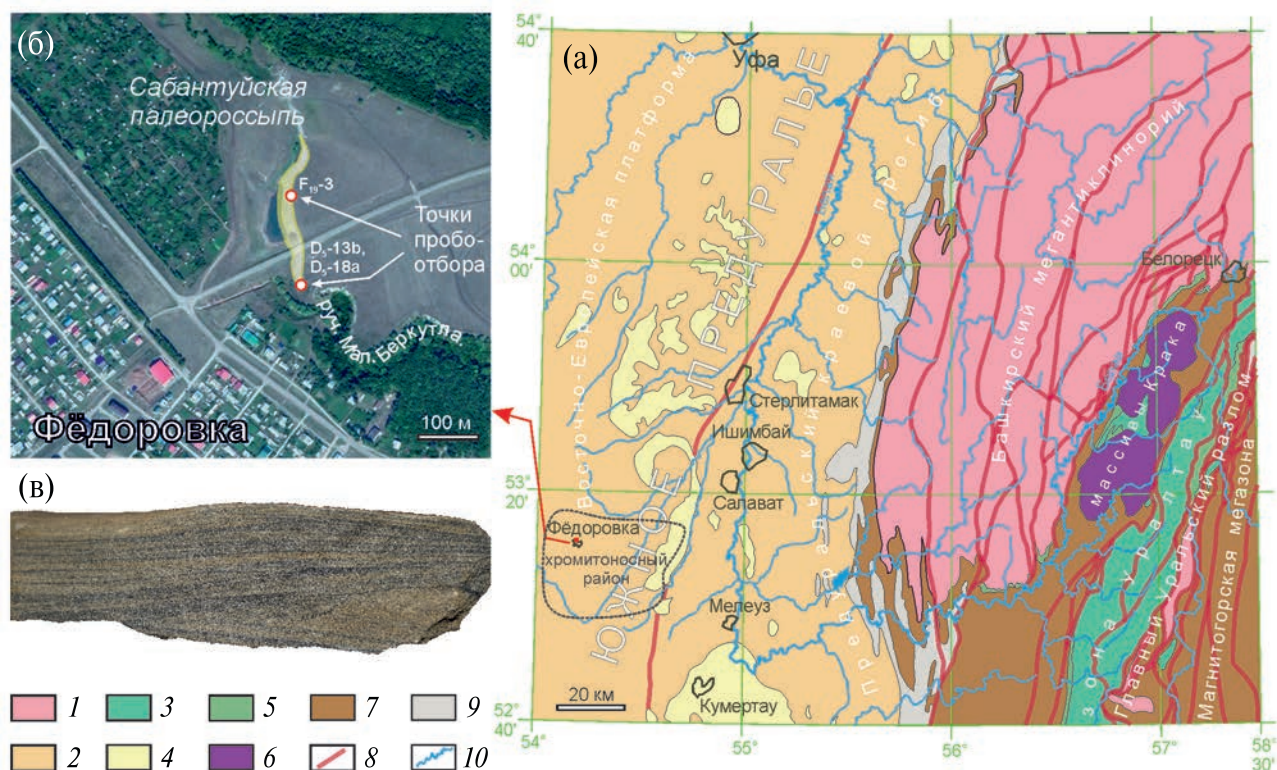 (б)
Сабантуйская
палеороссыпь
F₁₉-3
Точки
пробо-
отбора
D₅-13b,
D₅-18a
руч. Мал. Беркутла
Фёдоровка
100 м
(в)
(а)
54°
40'
54°
00'
53°
20'
52°
40'
54°
55°
56°
57°
58°
30'
Уфа
Восточно-Европейская платформа
ЮЖНОЕ ПРЕДУРАЛЬЕ
Предуральский краевой прогиб
Башкирский мегантиклинорий
Белорецк
массивы Крака
зона Уралтау
Главный Уральский разлом
Магнитогорская мегазона
Стерлитамак
Ишимбай
Салават
Фёдоровка
хромитоносный
район
Мелеуз
Кумертау
20 км
1
3
5
7
9
2
4
6
8
10